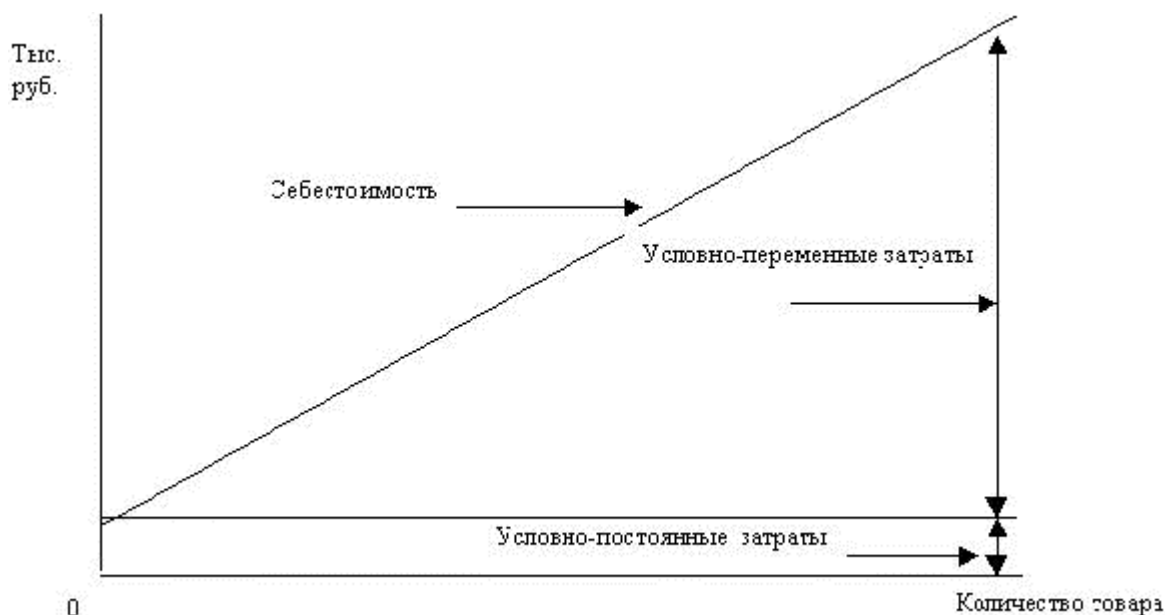 Тыс.
руб.
Себестоимость
Условно-переменные затраты
Условно-постоянные затраты
0
Количество товара